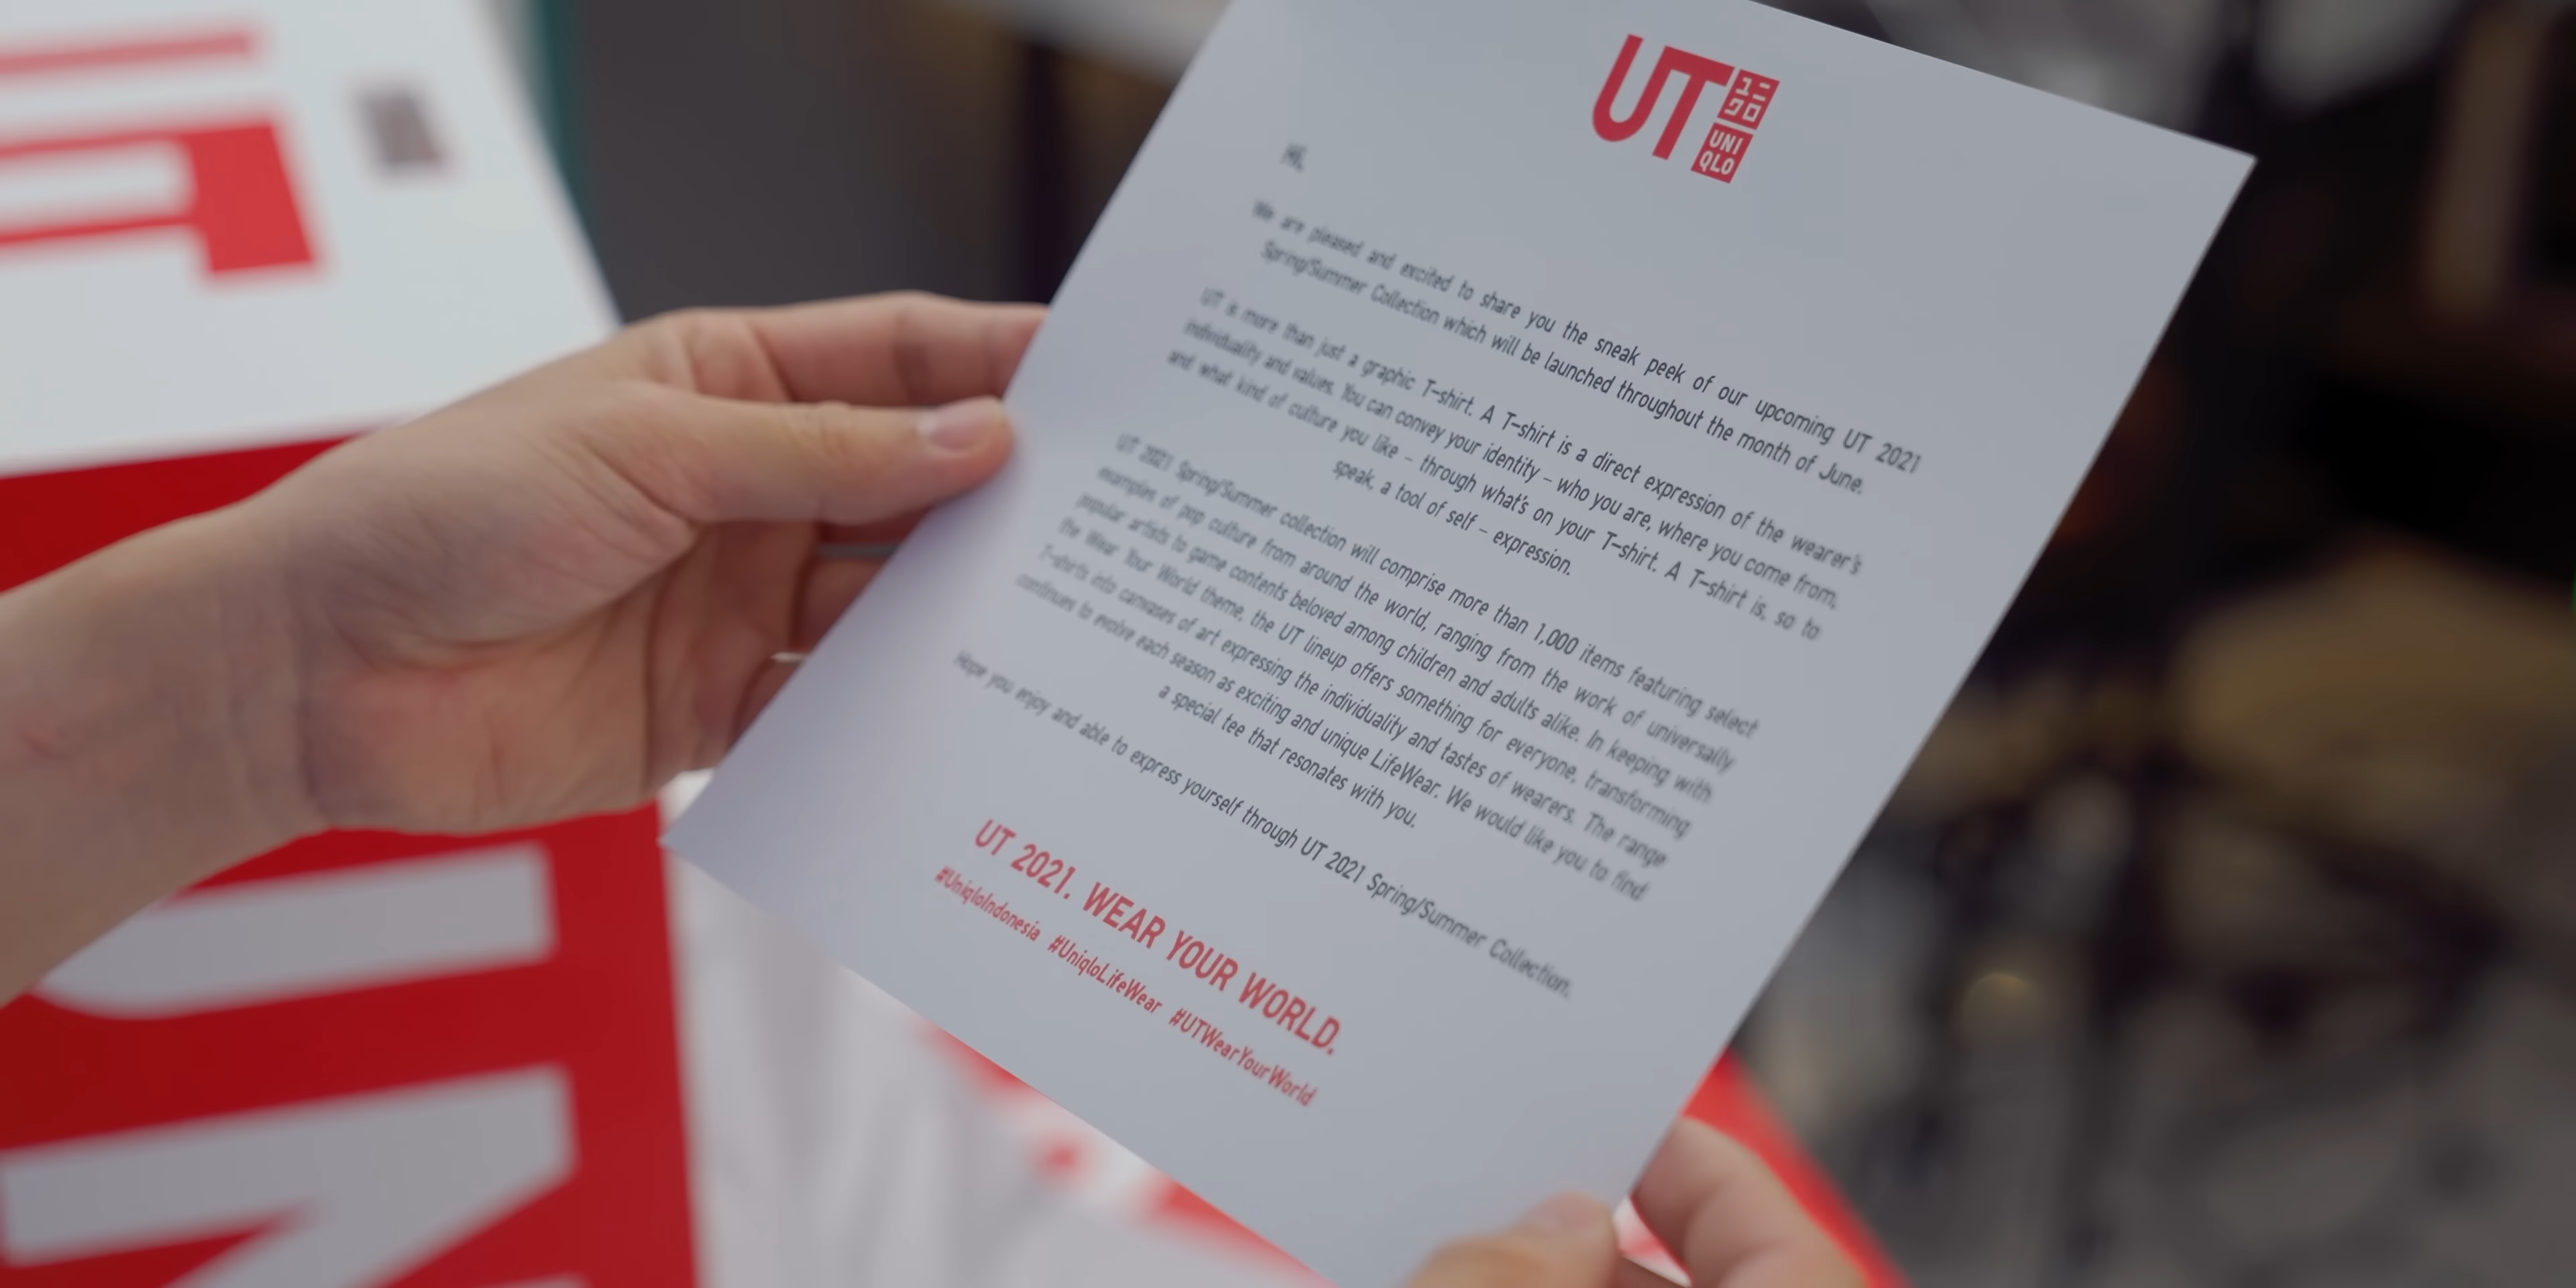 UT
ユニ
クロ
UNI
QLO
Hi,
We are pleased and excited to share you the sneak peek of our upcoming UT 2021
Spring/Summer Collection which will be launched throughout the month of June.
UT is more than just a graphic T-shirt. A T-shirt is a direct expression of the wearer's
individuality and values. You can convey your identity - who you are, where you come from,
and what kind of culture you like - through what's on your T-shirt. A T-shirt is, so to
speak, a tool of self - expression.
UT 2021 Spring/Summer collection will comprise more than 1,000 items featuring select
examples of pop culture from around the world, ranging from the work of universally
popular artists to game contents beloved among children and adults alike. In keeping with
the Wear Your World theme, the UT lineup offers something for everyone, transforming
T-shirts into canvases of art expressing the individuality and tastes of wearers. The range
continues to evolve each season as exciting and unique LifeWear. We would like you to find
a special tee that resonates with you.
Hope you enjoy and able to express yourself through UT 2021 Spring/Summer Collection.
UT 2021. WEAR YOUR WORLD.
#UniqloIndonesia #UniqloLifeWear #UTWearYourWorld